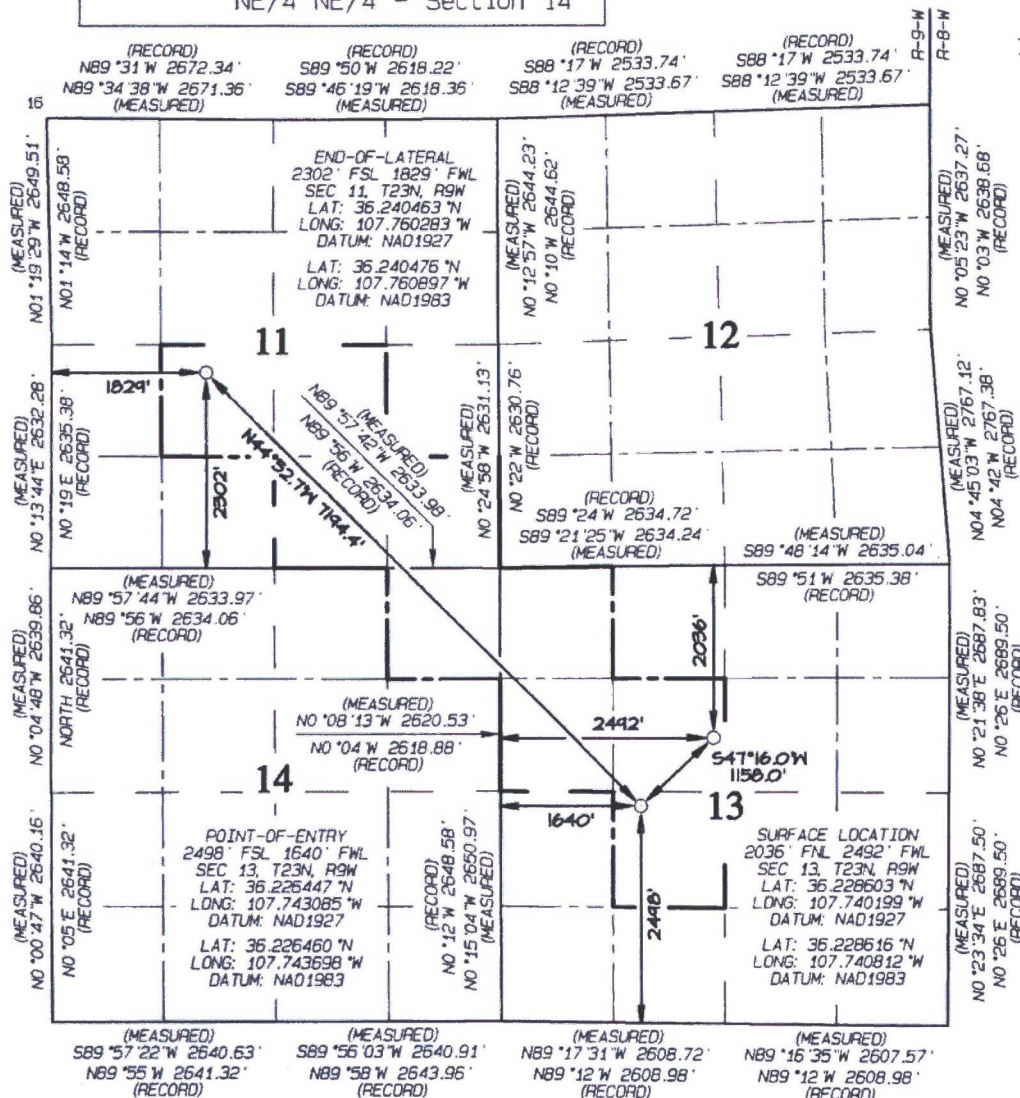 NE/4 NE/4 - Section 14
R-9-W
R-8-W
(RECORD)
N89°31'W 2672.34'
N89°34'38"W 2671.36'
(MEASURED)
(RECORD)
S89°50'W 2618.22'
S89°46'19"W 2618.36'
(MEASURED)
(RECORD)
S88°17'W 2533.74'
S88°12'39"W 2533.67'
(MEASURED)
(RECORD)
S88°17'W 2533.74'
S88°12'39"W 2533.67'
(MEASURED)
16
(MEASURED)
N01°19'29"W 2649.51'
N01°14'W 2648.58'
(RECORD)
END-OF-LATERAL
2302' FSL 1829' FWL
SEC 11, T23N, R9W
LAT: 36.240463°N
LONG: 107.760283°W
DATUM: NAD1927
LAT: 36.240476°N
LONG: 107.760897°W
DATUM: NAD1983
(MEASURED)
N0°12'57"W 2644.23'
N0°10'W 2644.62'
(RECORD)
(MEASURED)
N0°05'23"W 2637.27'
N0°03'W 2638.68'
(RECORD)
11
12
1829'
2302'
(MEASURED)
N0°13'44"E 2632.28'
N0°19'E 2635.38'
(RECORD)
(MEASURED)
N89°57'42"W 2633.98'
N89°56'W 2634.06'
(RECORD)
N44°52.7'W 7194.4'
(MEASURED)
N0°24'58"W 2631.13'
N0°22'W 2630.76'
(RECORD)
(MEASURED)
N04°45'03"W 2767.12'
N04°42'W 2767.38'
(RECORD)
(RECORD)
S89°24'W 2634.72'
S89°21'25"W 2634.24'
(MEASURED)
(MEASURED)
S89°48'14"W 2635.04'
S89°51'W 2635.38'
(RECORD)
(MEASURED)
N89°57'44"W 2633.97'
N89°56'W 2634.06'
(RECORD)
(MEASURED)
N0°04'48"W 2639.86'
NORTH 2641.32'
(RECORD)
2036'
(MEASURED)
N0°21'38"E 2687.83'
N0°26'E 2689.50'
(RECORD)
(MEASURED)
N0°08'13"W 2620.53'
N0°04'W 2618.88'
(RECORD)
2492'
S47°16.0'W
1158.0'
14
13
1640'
2498'
(MEASURED)
N0°00'47"W 2640.16'
N0°05'E 2641.32'
(RECORD)
POINT-OF-ENTRY
2498' FSL 1640' FWL
SEC 13, T23N, R9W
LAT: 36.226447°N
LONG: 107.743085°W
DATUM: NAD1927
LAT: 36.226460°N
LONG: 107.743698°W
DATUM: NAD1983
(RECORD)
N0°12'W 2648.58'
N0°15'04"W 2650.97'
(MEASURED)
SURFACE LOCATION
2036' FNL 2492' FWL
SEC 13, T23N, R9W
LAT: 36.228603°N
LONG: 107.740199°W
DATUM: NAD1927
LAT: 36.228616°N
LONG: 107.740812°W
DATUM: NAD1983
(MEASURED)
N0°23'34"E 2687.50'
N0°26'E 2689.50'
(RECORD)
(MEASURED)
S89°57'22"W 2640.63'
N89°55'W 2641.32'
(RECORD)
(MEASURED)
S89°56'03"W 2640.91'
N89°58'W 2643.96'
(RECORD)
(MEASURED)
N89°17'31"W 2608.72'
N89°12'W 2608.98'
(RECORD)
(MEASURED)
N89°16'35"W 2607.57'
N89°12'W 2608.98'
(RECORD)